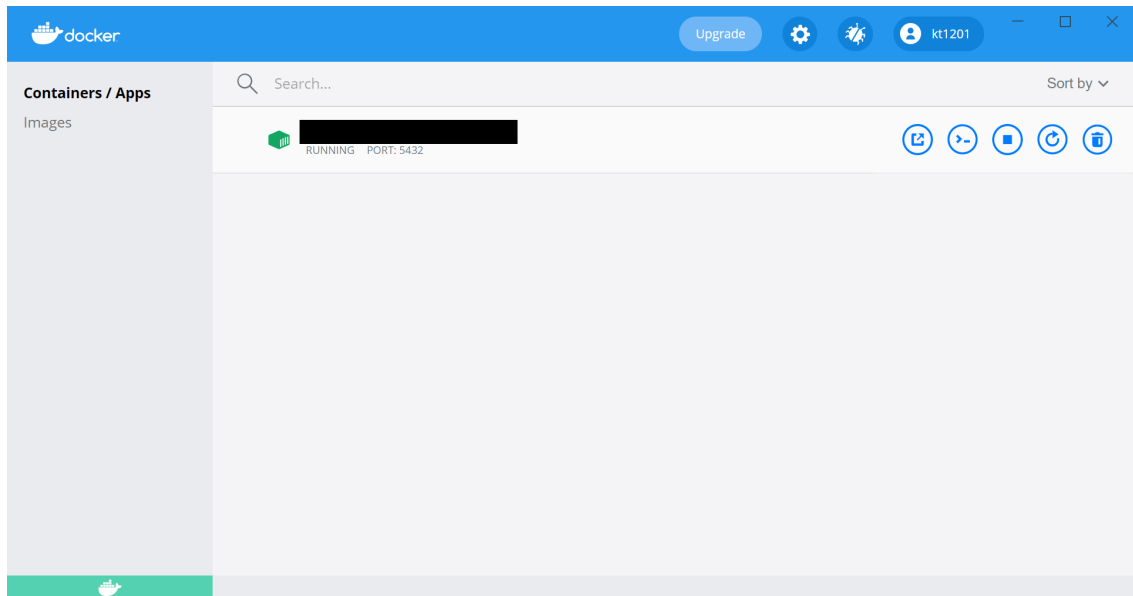 docker
Upgrade
kt1201
Containers / Apps
Images
Search...
Sort by
RUNNING PORT: 5432